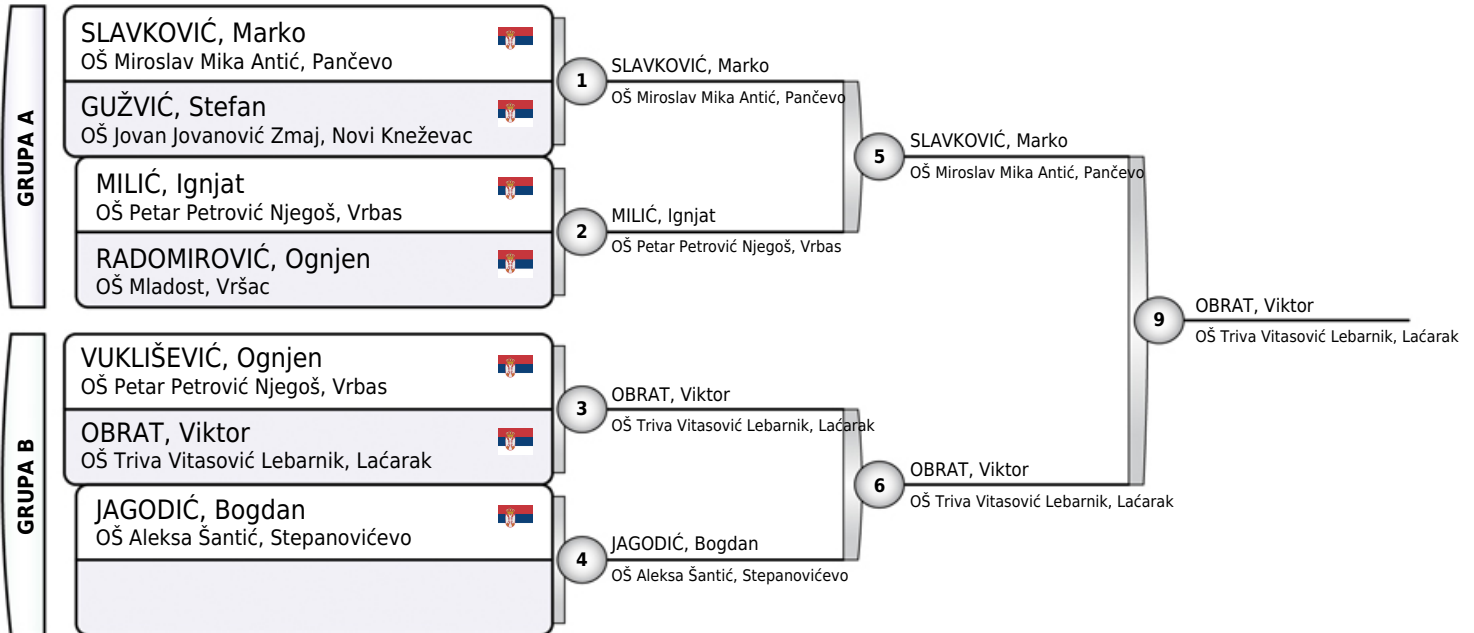 GRUPA A
SLAVKOVIĆ, Marko
OŠ Miroslav Mika Antić, Pančevo
GUŽVIĆ, Stefan
OŠ Jovan Jovanović Zmaj, Novi Kneževac
MILIĆ, Ignjat
OŠ Petar Petrović Njegoš, Vrbas
RADOMIROVIĆ, Ognjen
OŠ Mladost, Vršac
GRUPA B
VUKLIŠEVIĆ, Ognjen
OŠ Petar Petrović Njegoš, Vrbas
OBRAT, Viktor
OŠ Triva Vitasović Lebarnik, Laćarak
JAGODIĆ, Bogdan
OŠ Aleksa Šantić, Stepanovićevo
1
SLAVKOVIĆ, Marko
OŠ Miroslav Mika Antić, Pančevo
2
MILIĆ, Ignjat
OŠ Petar Petrović Njegoš, Vrbas
3
OBRAT, Viktor
OŠ Triva Vitasović Lebarnik, Laćarak
4
JAGODIĆ, Bogdan
OŠ Aleksa Šantić, Stepanovićevo
5
SLAVKOVIĆ, Marko
OŠ Miroslav Mika Antić, Pančevo
6
OBRAT, Viktor
OŠ Triva Vitasović Lebarnik, Laćarak
9
OBRAT, Viktor
OŠ Triva Vitasović Lebarnik, Laćarak